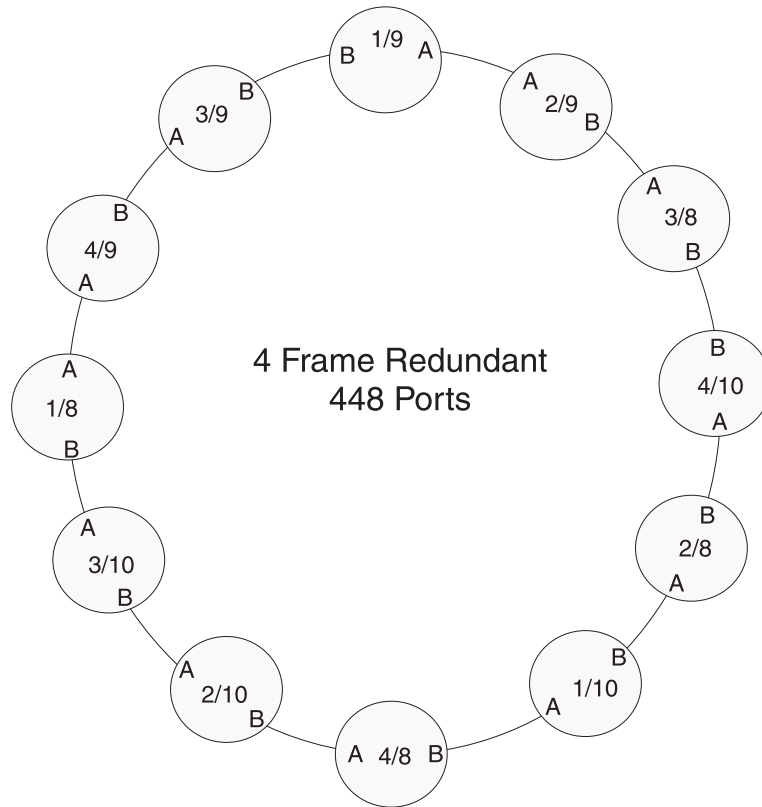 B 1/9 A
A 2/9 B
A 3/8 B
B 4/10 A
B 2/8 A
B 1/10 A
A 4/8 B
A 2/10 B
A 3/10 B
A 1/8 B
B 4/9 A
B 3/9 A
4 Frame Redundant
448 Ports